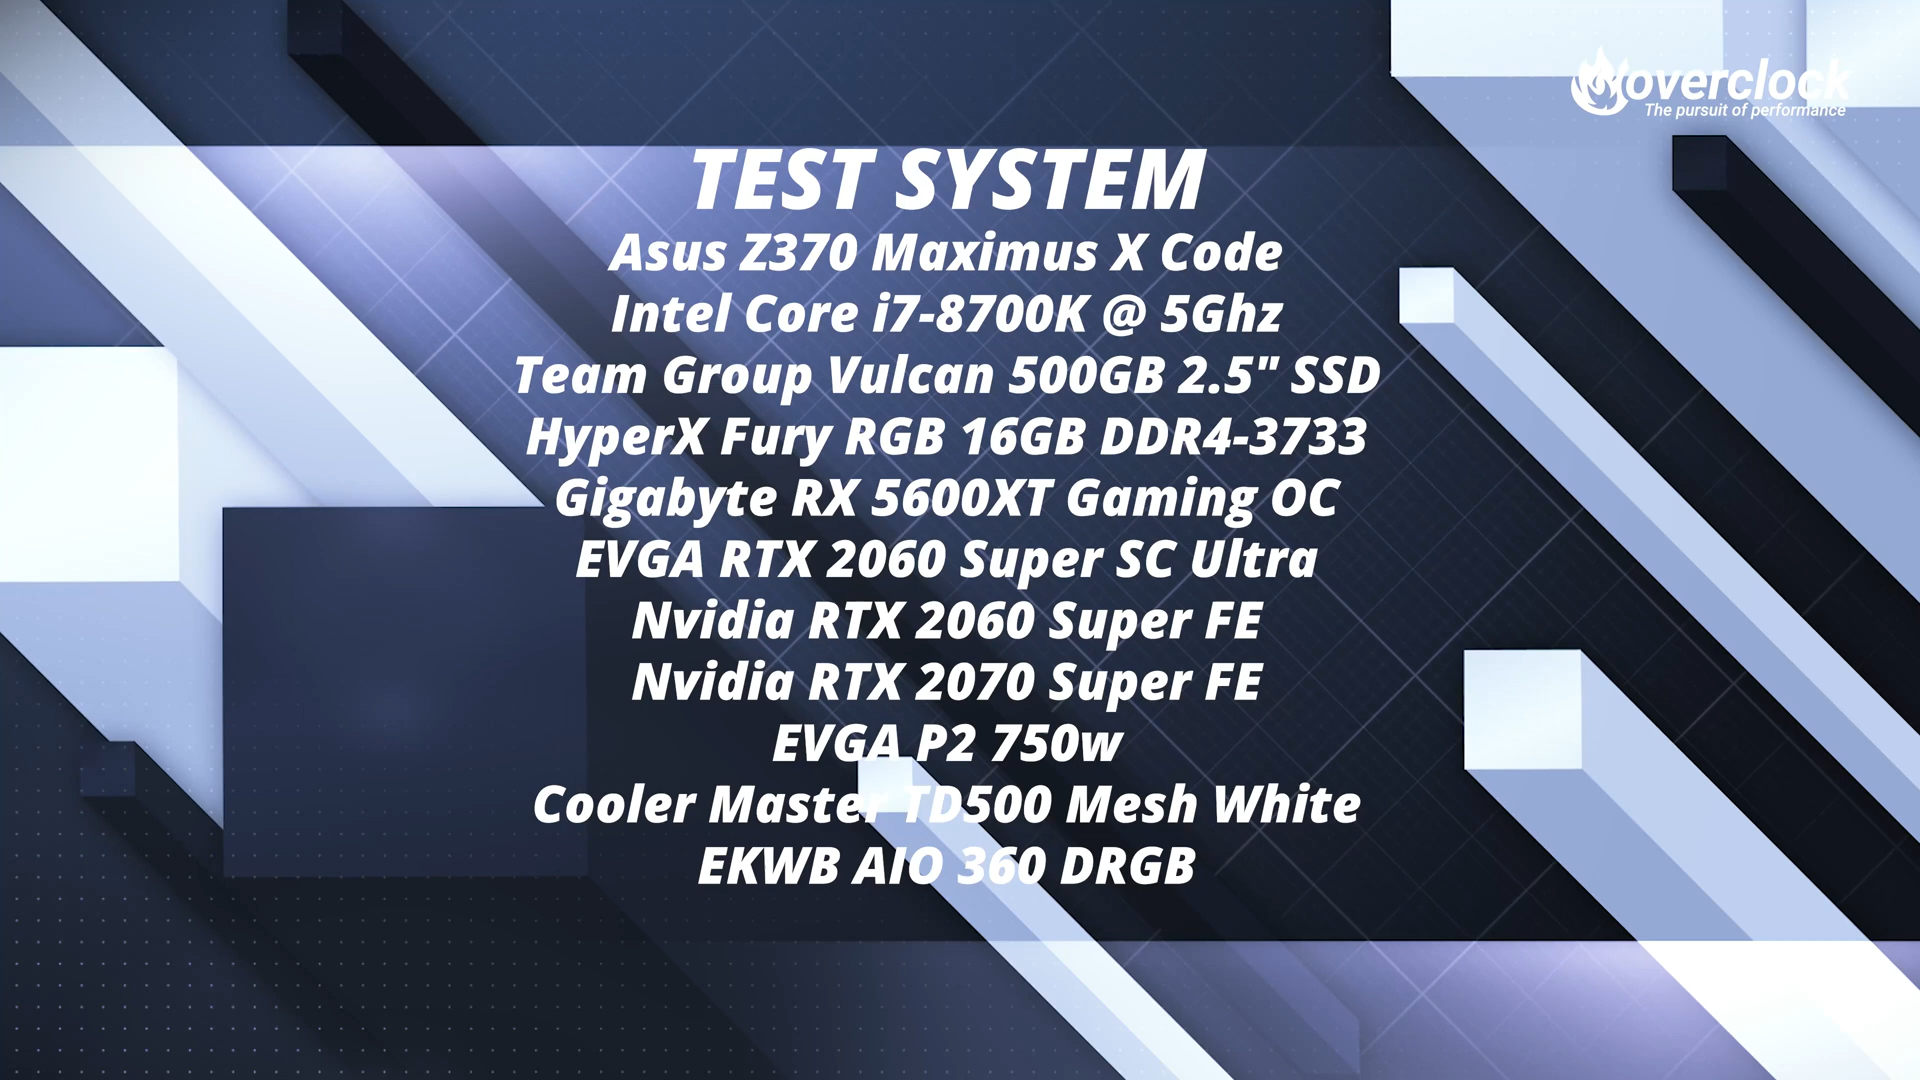 overclock
The pursuit of performance
TEST SYSTEM
Asus Z370 Maximus X Code
Intel Core i7-8700K @ 5Ghz
Team Group Vulcan 500GB 2.5" SSD
HyperX Fury RGB 16GB DDR4-3733
Gigabyte RX 5600XT Gaming OC
EVGA RTX 2060 Super SC Ultra
Nvidia RTX 2060 Super FE
Nvidia RTX 2070 Super FE
EVGA P2 750w
Cooler Master TD500 Mesh White
EKWB AIO 360 DRGB